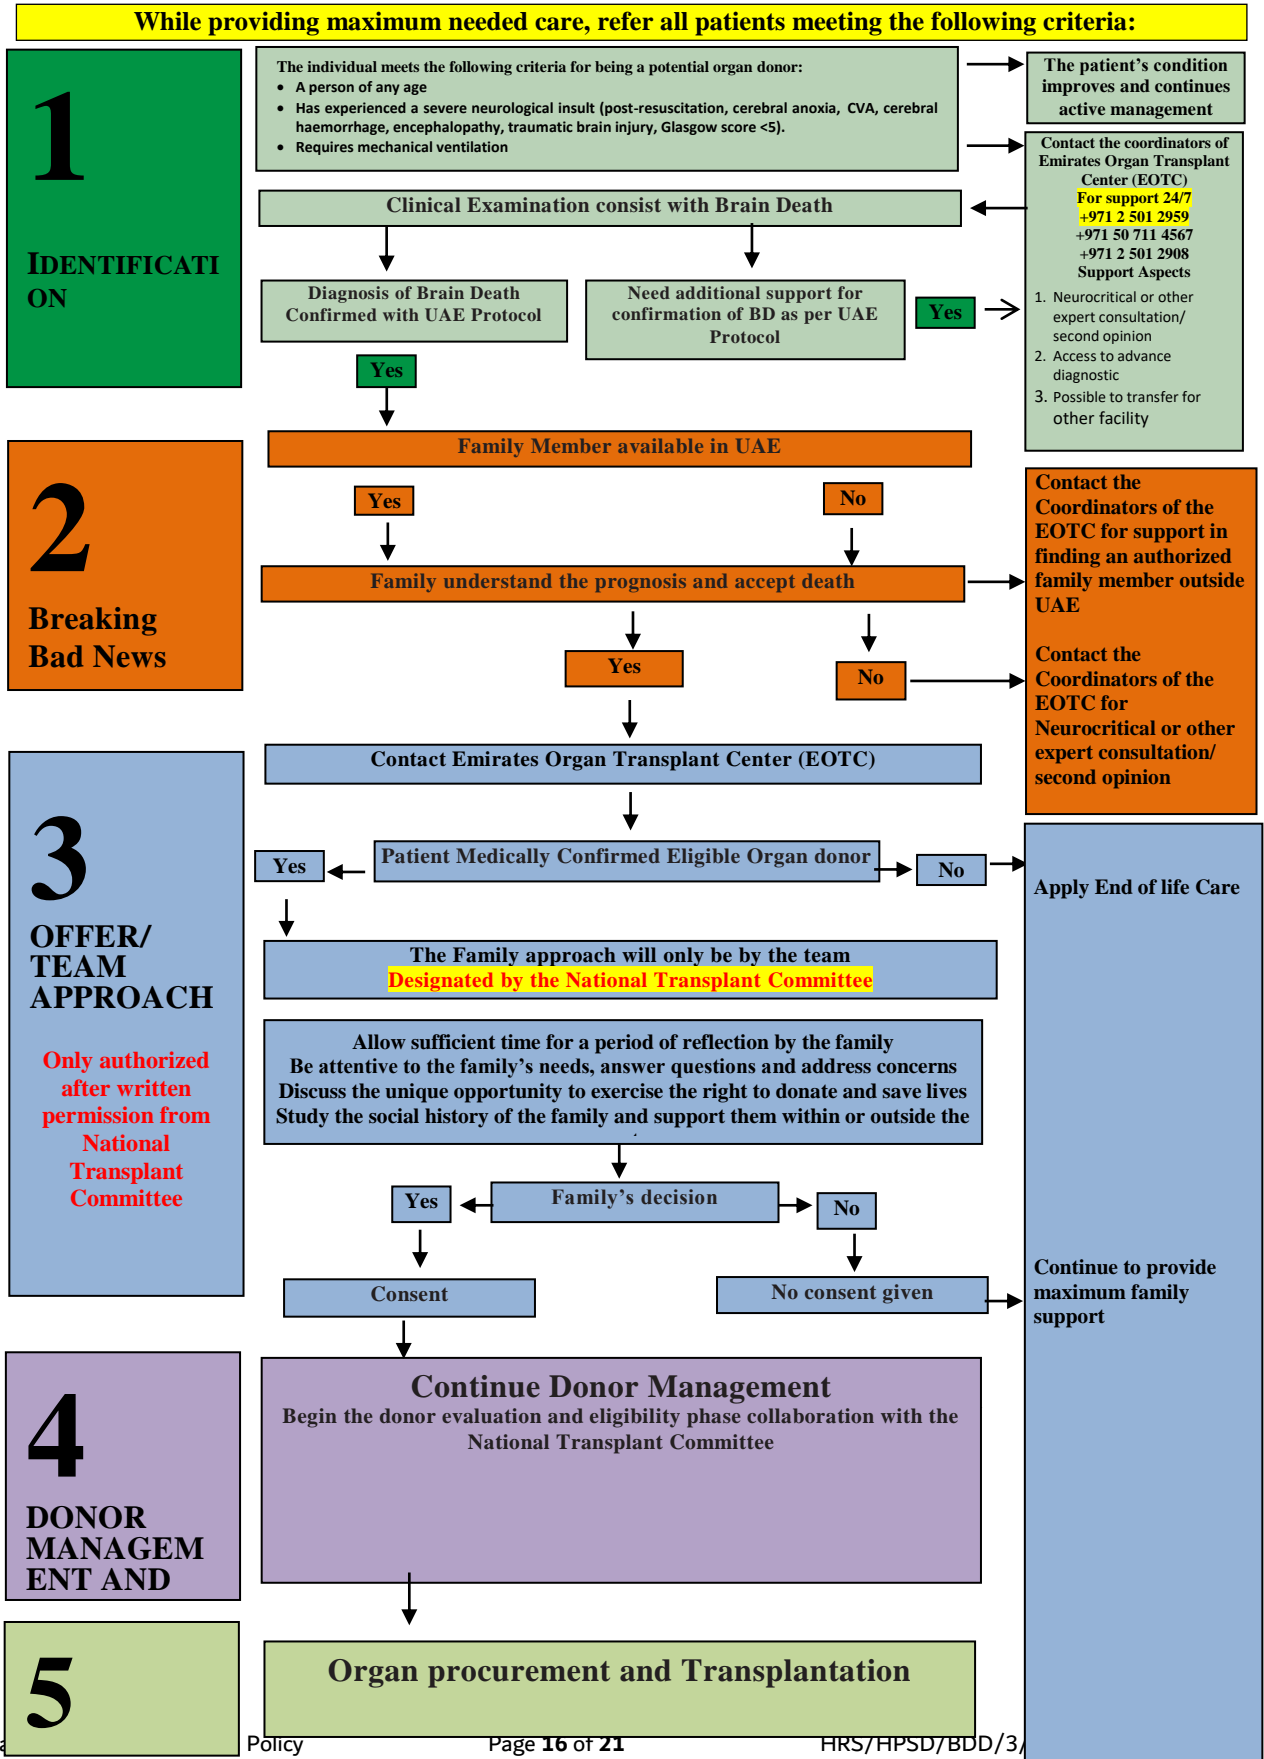 While providing maximum needed care, refer all patients meeting the following criteria:
1
IDENTIFICATI
ON
The individual meets the following criteria for being a potential organ donor:
• A person of any age
• Has experienced a severe neurological insult (post-resuscitation, cerebral anoxia, CVA, cerebral
haemorrhage, encephalopathy, traumatic brain injury, Glasgow score <5).
• Requires mechanical ventilation
The patient's condition
improves and continues
active management
Contact the coordinators of
Emirates Organ Transplant
Center (EOTC)
For support 24/7
+971 2 501 2959
+971 50 711 4567
+971 2 501 2908
Support Aspects
1. Neurocritical or other
expert consultation/
second opinion
2. Access to advance
diagnostic
3. Possible to transfer for
other facility
Clinical Examination consist with Brain Death
Diagnosis of Brain Death
Confirmed with UAE Protocol
Need additional support for
confirmation of BD as per UAE
Protocol
Yes
Yes
2
Breaking
Bad News
Family Member available in UAE
Yes
No
Family understand the prognosis and accept death
Yes
No
Contact the
Coordinators of the
EOTC for support in
finding an authorized
family member outside
UAE
Contact the
Coordinators of the
EOTC for
Neurocritical or other
expert consultation/
second opinion
3
OFFER/
TEAM
APPROACH
Only authorized
after written
permission from
National
Transplant
Committee
Contact Emirates Organ Transplant Center (EOTC)
Yes
Patient Medically Confirmed Eligible Organ donor
No
Apply End of life Care
The Family approach will only be by the team
Designated by the National Transplant Committee
Allow sufficient time for a period of reflection by the family
Be attentive to the family's needs, answer questions and address concerns
Discuss the unique opportunity to exercise the right to donate and save lives
Study the social history of the family and support them within or outside the
Yes
Family's decision
No
Consent
No consent given
Continue to provide
maximum family
support
4
DONOR
MANAGEM
ENT AND
Continue Donor Management
Begin the donor evaluation and eligibility phase collaboration with the
National Transplant Committee
5
Organ procurement and Transplantation
Policy
Page 16 of 21
HRS/HPSD/BDD/3/